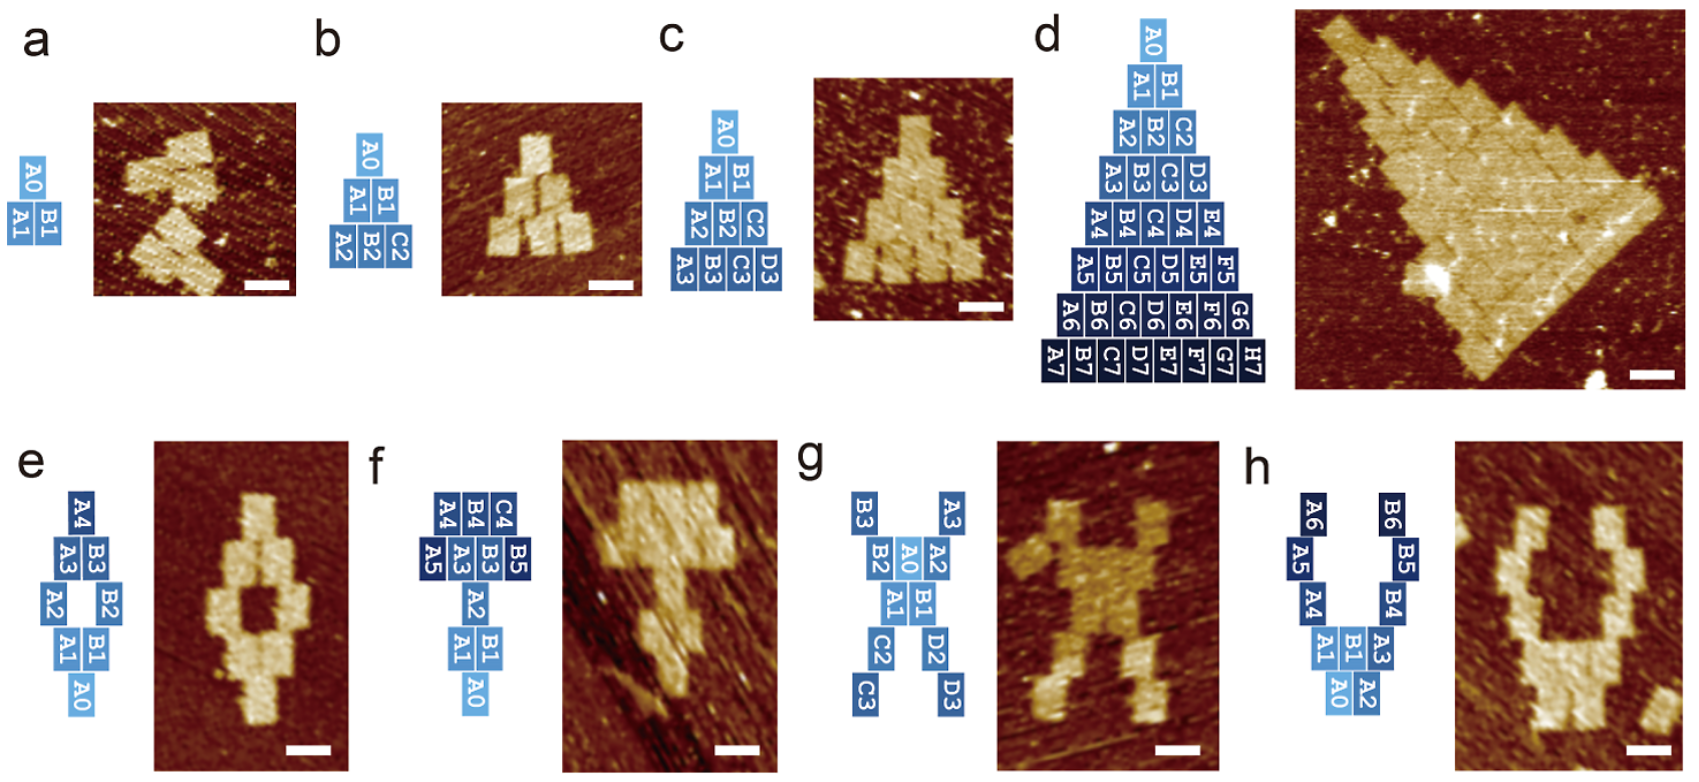 a
A0
A1 B1
b
A0
A1 B1
A2 B2 C2
c
A0
A1 B1
A2 B2 C2
A3 B3 C3 D3
d
A0
A1 B1
A2 B2 C2
A3 B3 C3 D3
A4 B4 C4 D4 E4
A5 B5 C5 D5 E5 F5
A6 B6 C6 D6 E6 F6 G6
A7 B7 C7 D7 E7 F7 G7 H7
e
A4
A3 B3
A2 B2
A1 B1
A0
f
A4 B4 C4
A5 A3 B3 B5
A2
A1 B1
A0
g
B3 A3
B2 A0 A2
A1 B1
C2 D2
C3 D3
h
A6 B6
A5 B5
A4 B4
A1 B1 A3
A0 A2